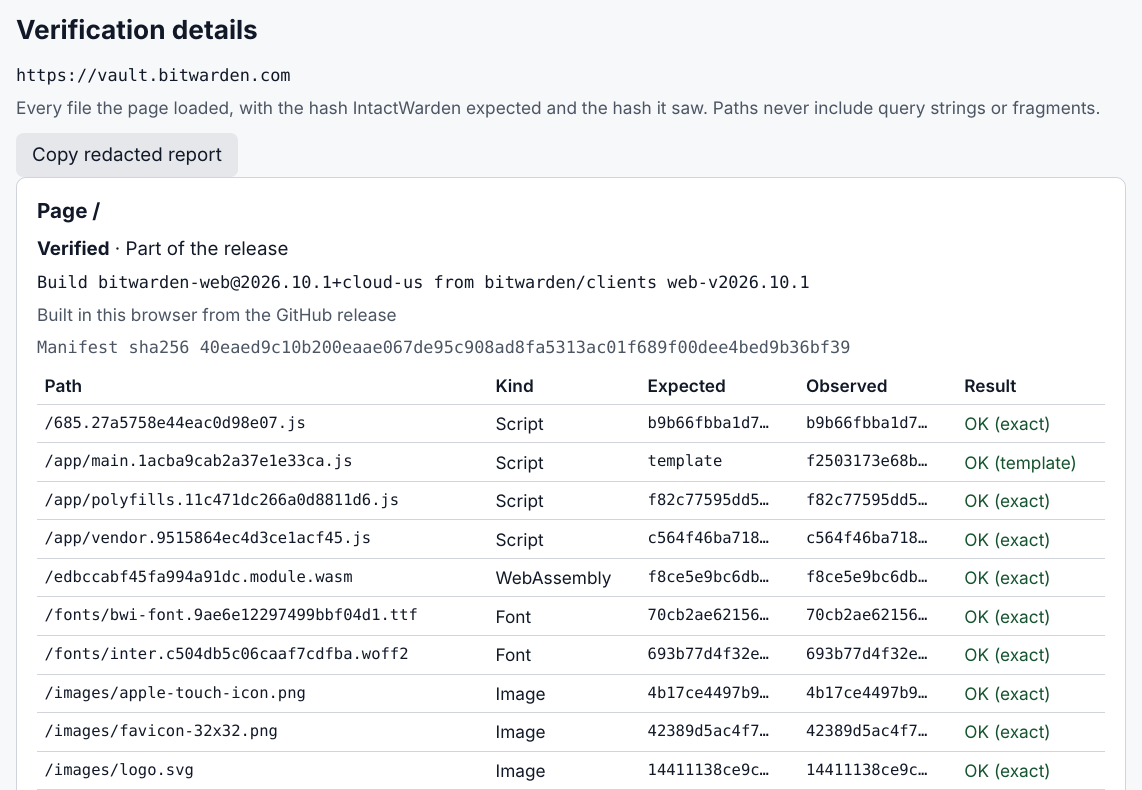 Verification details
https://vault.bitwarden.com
Every file the page loaded, with the hash IntactWarden expected and the hash it saw. Paths never include query strings or fragments.
Copy redacted report
Page /
Verified · Part of the release
Build bitwarden-web@2026.10.1+cloud-us from bitwarden/clients web-v2026.10.1
Built in this browser from the GitHub release
Manifest sha256 40eaed9c10b200eaae067de95c908ad8fa5313ac01f689f00dee4bed9b36bf39
Path Kind Expected Observed Result
/685.27a5758e44eac0d98e07.js Script b9b66fbba1d7… b9b66fbba1d7… OK (exact)
/app/main.1acba9cab2a37e1e33ca.js Script template f2503173e68b… OK (template)
/app/polyfills.11c471dc266a0d8811d6.js Script f82c77595dd5… f82c77595dd5… OK (exact)
/app/vendor.9515864ec4d3ce1acf45.js Script c564f46ba718… c564f46ba718… OK (exact)
/edbccabf45fa994a91dc.module.wasm WebAssembly f8ce5e9bc6db… f8ce5e9bc6db… OK (exact)
/fonts/bwi-font.9ae6e12297499bbf04d1.ttf Font 70cb2ae62156… 70cb2ae62156… OK (exact)
/fonts/inter.c504db5c06caaf7cdfba.woff2 Font 693b77d4f32e… 693b77d4f32e… OK (exact)
/images/apple-touch-icon.png Image 4b17ce4497b9… 4b17ce4497b9… OK (exact)
/images/favicon-32x32.png Image 42389d5ac4f7… 42389d5ac4f7… OK (exact)
/images/logo.svg Image 14411138ce9c… 14411138ce9c… OK (exact)